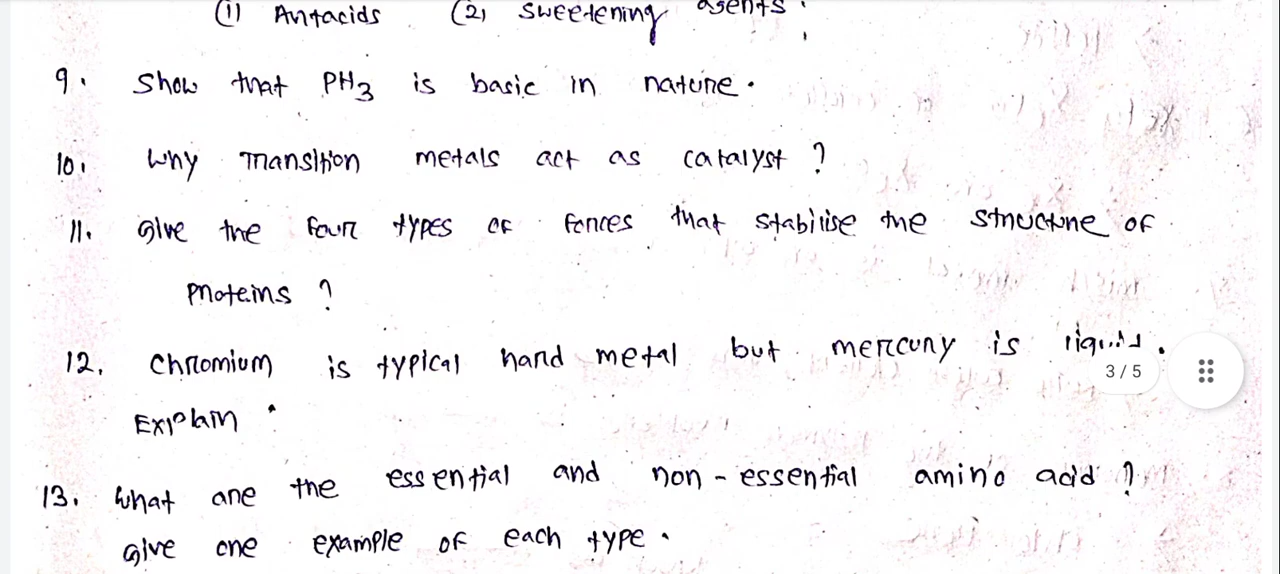 (1) Antacids (2) sweetening agents.
9. Show that PH3 is basic in nature.
10. Why Transition metals act as catalyst ?
11. Give the four types of forces that stabilise the structure of
proteins ?
12. Chromium is typical hard metal but mercury is liquid.
3 / 5
Explain.
13. What are the essential and non-essential amino acid ?
Give one example of each type.